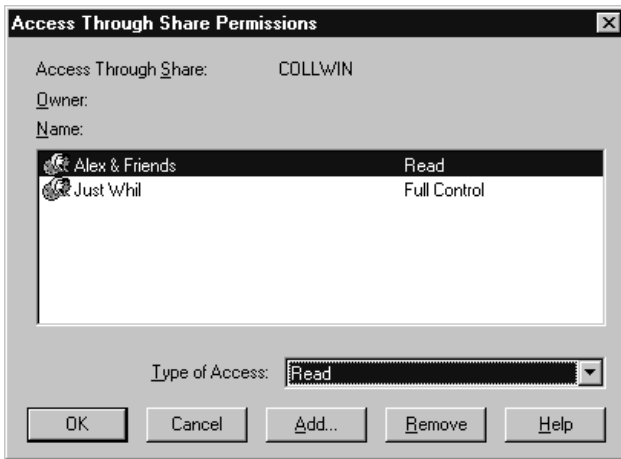 Access Through Share Permissions
Access Through Share: COLLWIN
Owner:
Name:
Alex & Friends Read
Just Whil Full Control
Type of Access: Read
OK Cancel Add... Remove Help